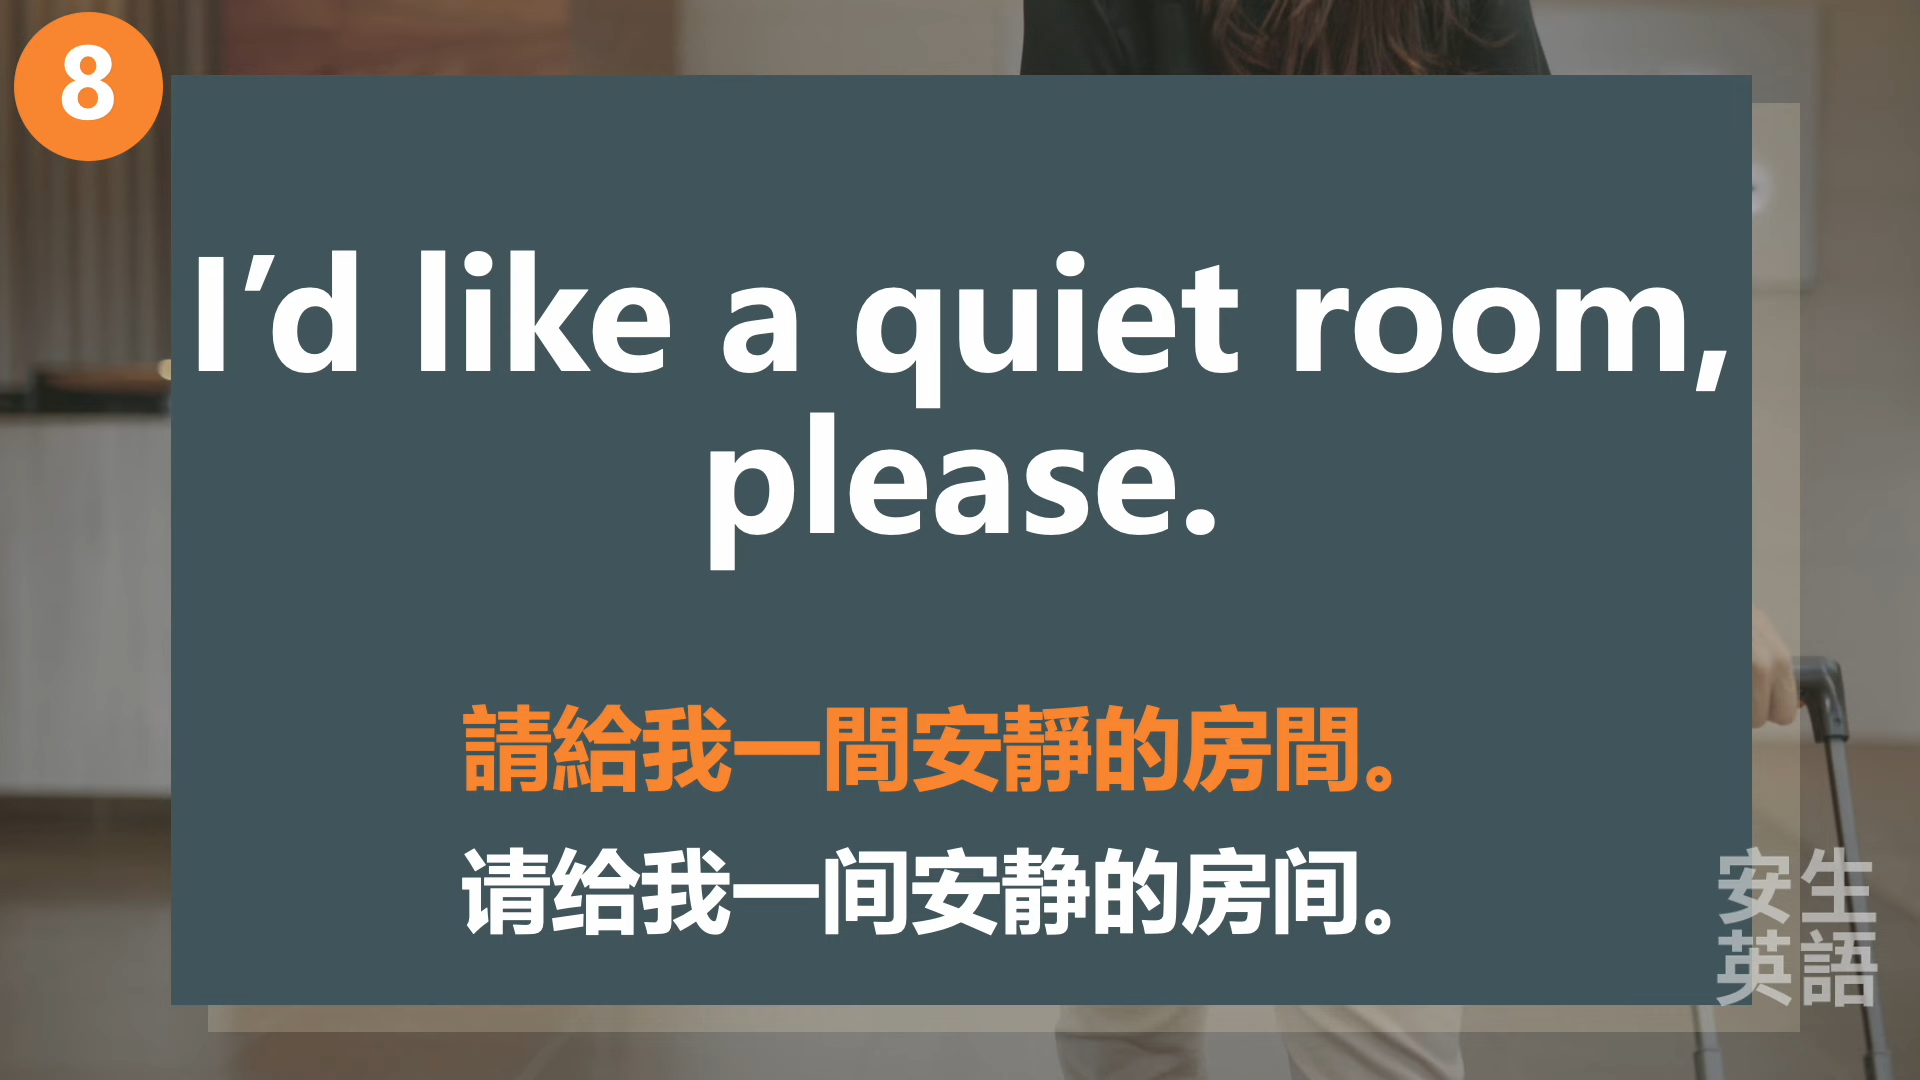 8
I’d like a quiet room,
please.
請給我一間安靜的房間。
请给我一间安静的房间。
安生
英語